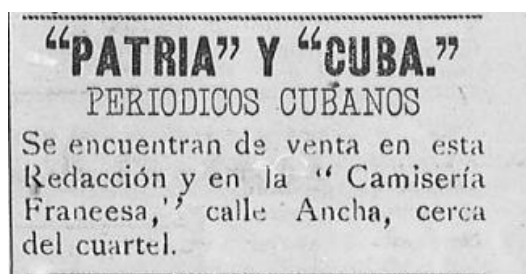 “PATRIA” Y “CUBA.”
PERIODICOS CUBANOS
Se encuentran de venta en esta
Redacción y en la “ Camisería
Franeesa,” calle Ancha, cerca
del cuartel.